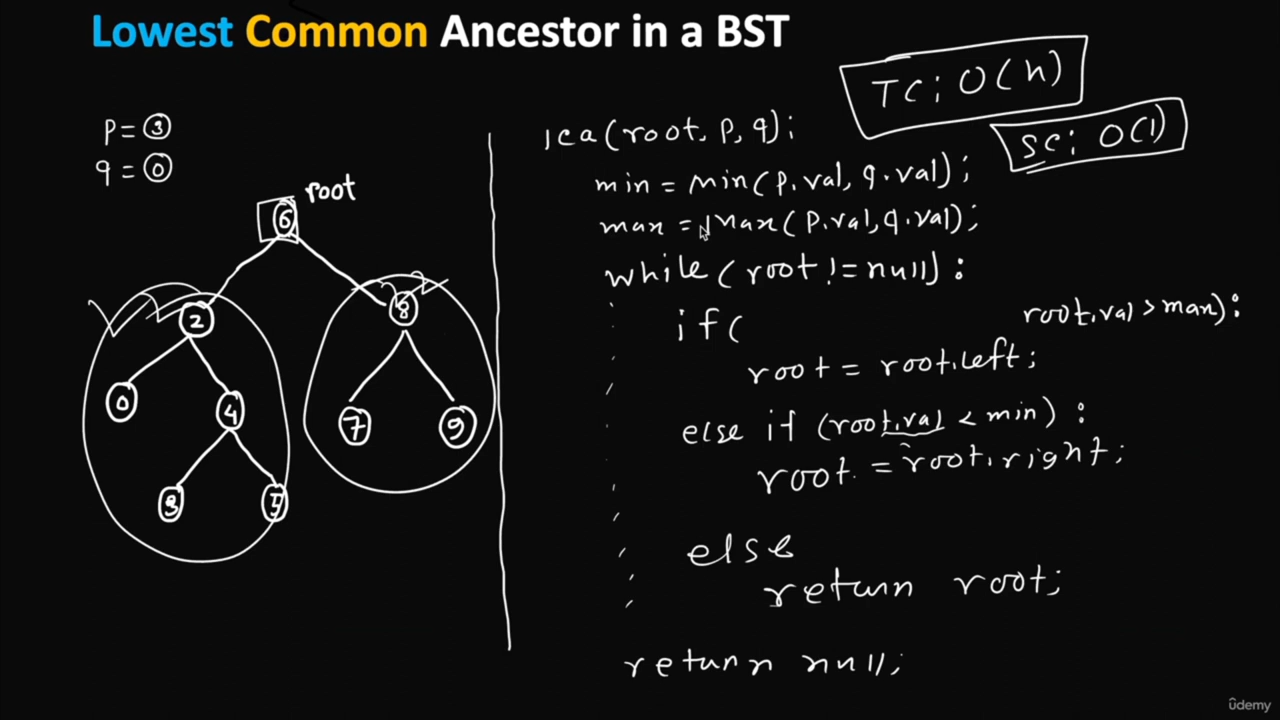 Lowest Common Ancestor in a BST
TC: O(n)
SC: O(1)
p = 3
q = 0
root
6
2
8
0
4
7
9
3
5
lca(root, p, q):
min = Min(p.val, q.val);
max = Max(p.val, q.val);
while(root != null):
if( root.val > max):
root = root.left;
else if (root.val < min):
root = root.right;
else
return root;
return null;
ûdemy